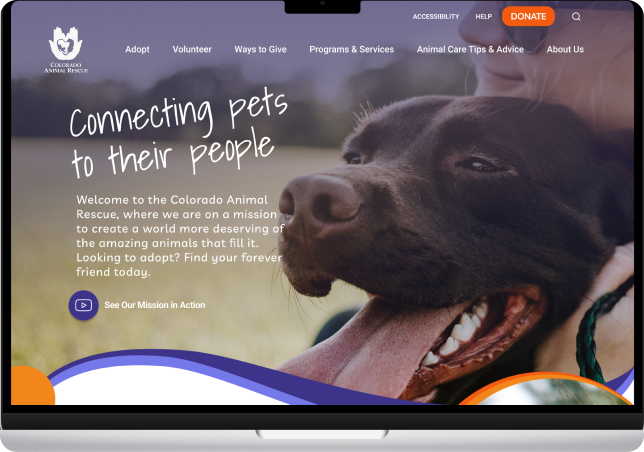 ACCESSIBILITY HELP DONATE
COLORADO
ANIMAL RESCUE
Adopt Volunteer Ways to Give Programs & Services Animal Care Tips & Advice About Us
Connecting pets
to their people
Welcome to the Colorado Animal
Rescue, where we are on a mission
to create a world more deserving of
the amazing animals that fill it.
Looking to adopt? Find your forever
friend today.
See Our Mission in Action